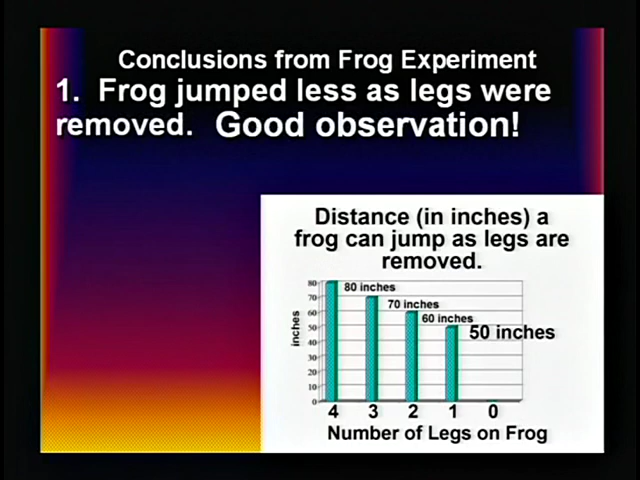 Conclusions from Frog Experiment
1. Frog jumped less as legs were
removed. Good observation!
Distance (in inches) a
frog can jump as legs are
removed.
80
70
60
50
40
30
20
10
0
inches
80 inches
70 inches
60 inches
50 inches
4 3 2 1 0
Number of Legs on Frog